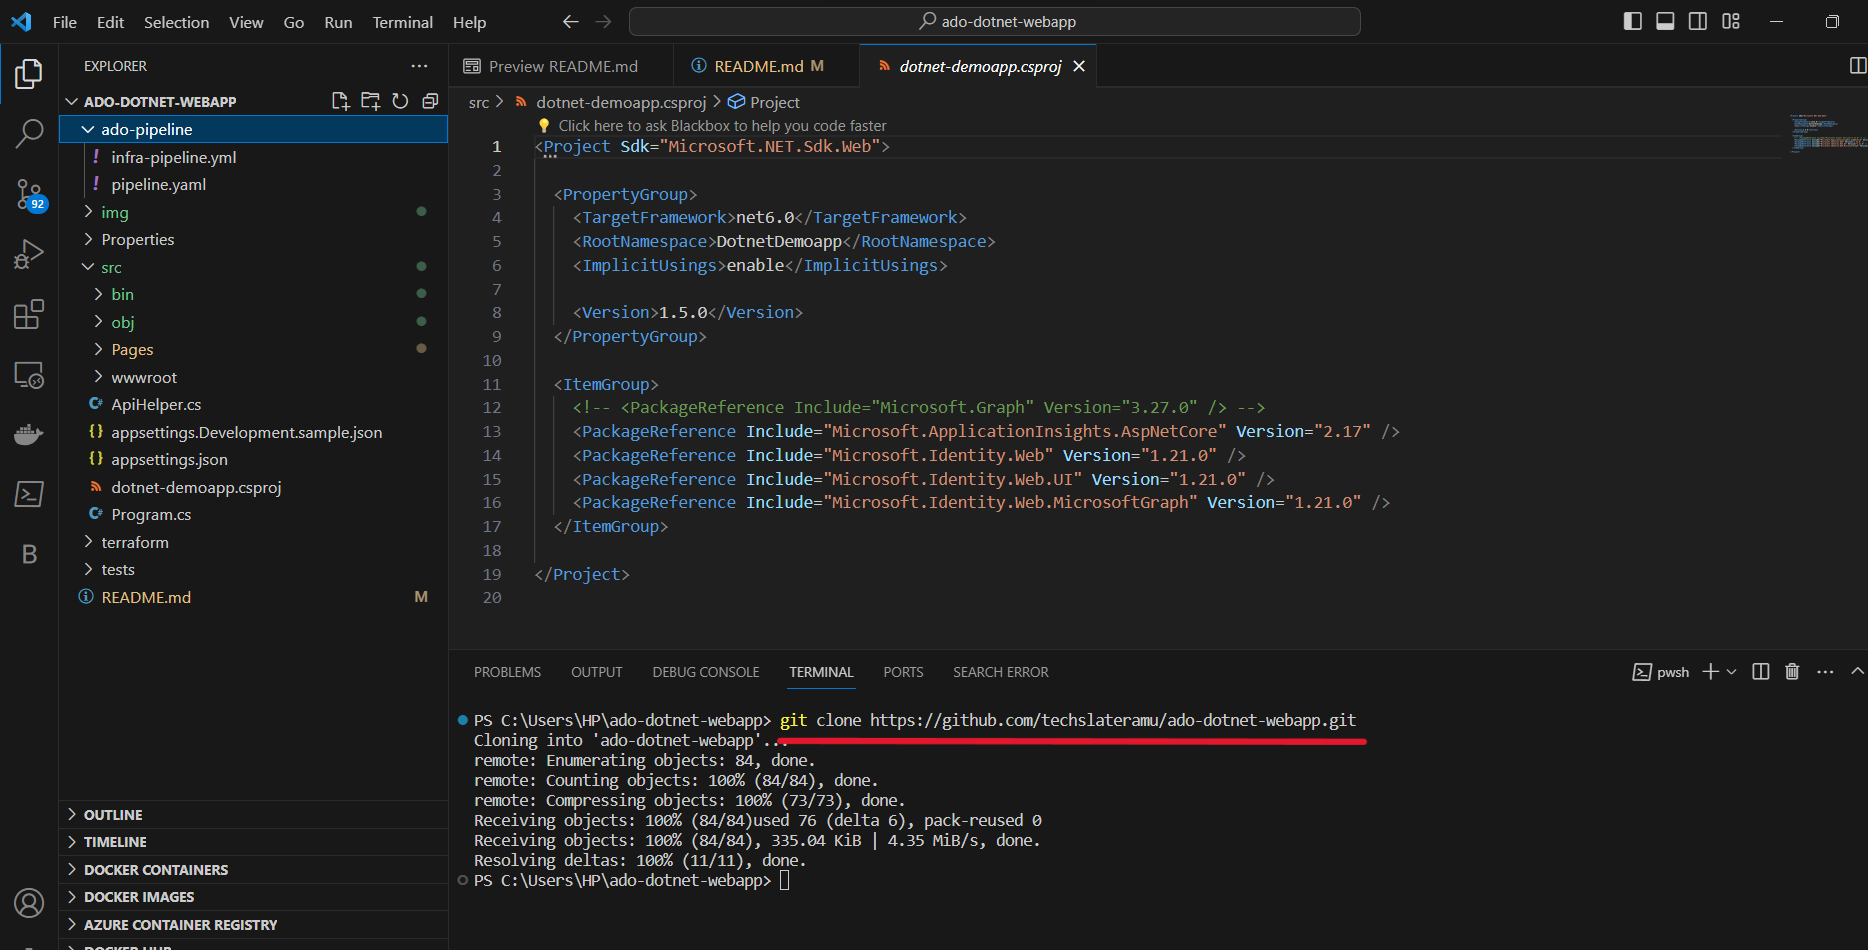 File Edit Selection View Go Run Terminal Help
ado-dotnet-webapp
EXPLORER
ADO-DOTNET-WEBAPP
ado-pipeline
! infra-pipeline.yml
! pipeline.yaml
img
Properties
src
bin
obj
Pages
wwwroot
C# ApiHelper.cs
{} appsettings.Development.sample.json
{} appsettings.json
dotnet-demoapp.csproj
C# Program.cs
terraform
tests
README.md M
OUTLINE
TIMELINE
DOCKER CONTAINERS
DOCKER IMAGES
AZURE CONTAINER REGISTRY
DOCKER HUB
92
B
Preview README.md
README.md M
dotnet-demoapp.csproj
src > dotnet-demoapp.csproj > Project
Click here to ask Blackbox to help you code faster
1 <Project Sdk="Microsoft.NET.Sdk.Web">
2
3 <PropertyGroup>
4 <TargetFramework>net6.0</TargetFramework>
5 <RootNamespace>DotnetDemoapp</RootNamespace>
6 <ImplicitUsings>enable</ImplicitUsings>
7
8 <Version>1.5.0</Version>
9 </PropertyGroup>
10
11 <ItemGroup>
12 <!-- <PackageReference Include="Microsoft.Graph" Version="3.27.0" /> -->
13 <PackageReference Include="Microsoft.ApplicationInsights.AspNetCore" Version="2.17" />
14 <PackageReference Include="Microsoft.Identity.Web" Version="1.21.0" />
15 <PackageReference Include="Microsoft.Identity.Web.UI" Version="1.21.0" />
16 <PackageReference Include="Microsoft.Identity.Web.MicrosoftGraph" Version="1.21.0" />
17 </ItemGroup>
18
19 </Project>
20
PROBLEMS OUTPUT DEBUG CONSOLE TERMINAL PORTS SEARCH ERROR
pwsh
PS C:\Users\HP\ado-dotnet-webapp> git clone https://github.com/techslateramu/ado-dotnet-webapp.git
Cloning into 'ado-dotnet-webapp'...
remote: Enumerating objects: 84, done.
remote: Counting objects: 100% (84/84), done.
remote: Compressing objects: 100% (73/73), done.
Receiving objects: 100% (84/84)used 76 (delta 6), pack-reused 0
Receiving objects: 100% (84/84), 335.04 KiB | 4.35 MiB/s, done.
Resolving deltas: 100% (11/11), done.
PS C:\Users\HP\ado-dotnet-webapp>